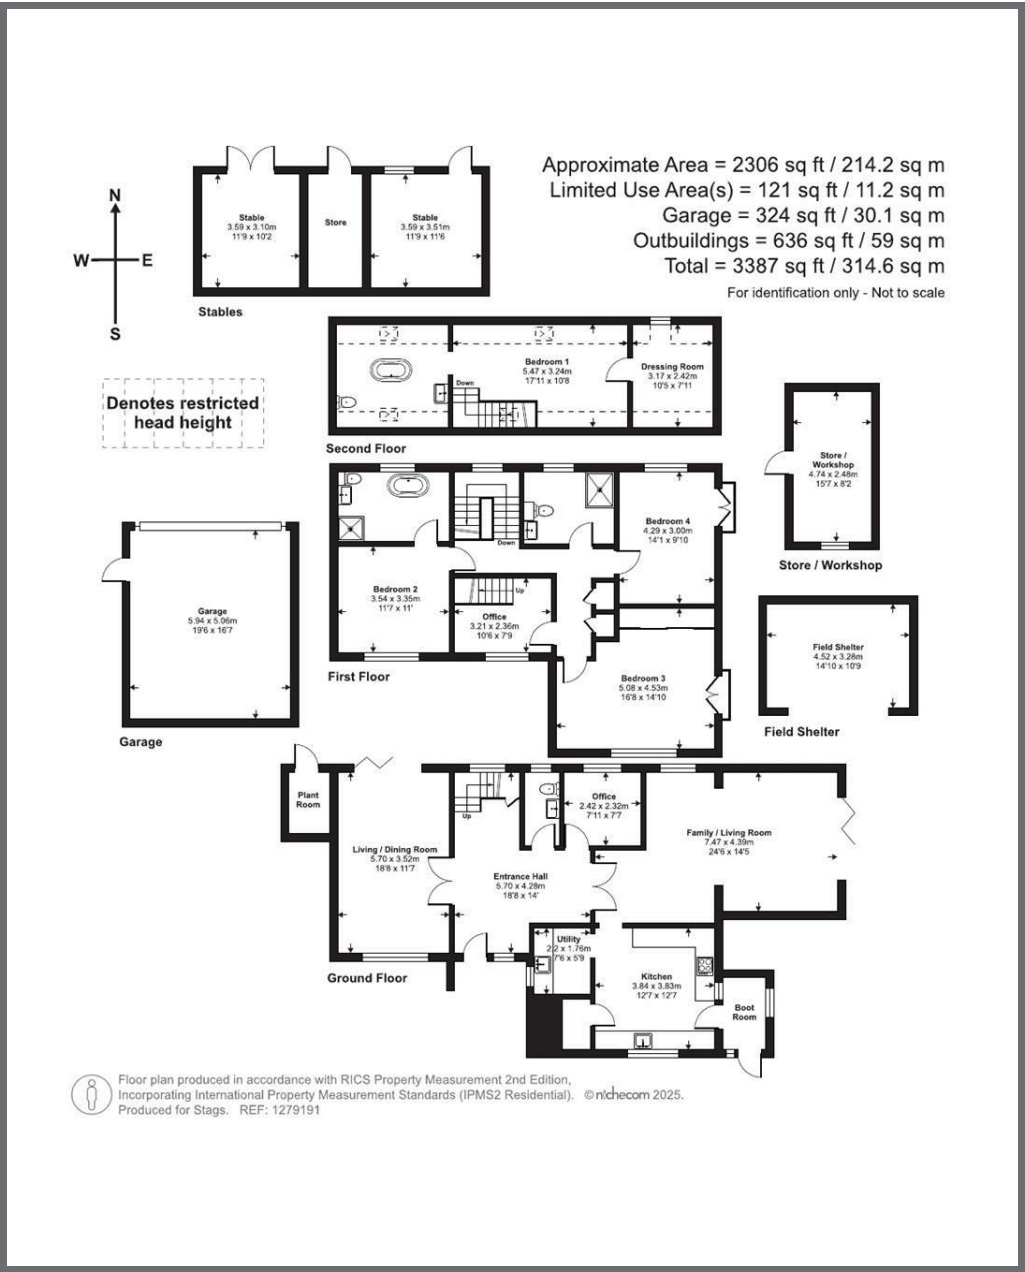 Approximate Area = 2306 sq ft / 214.2 sq m
Limited Use Area(s) = 121 sq ft / 11.2 sq m
Garage = 324 sq ft / 30.1 sq m
Outbuildings = 636 sq ft / 59 sq m
Total = 3387 sq ft / 314.6 sq m
For identification only - Not to scale
N
W
E
S
Stable
3.59 x 3.10m
11'9 x 10'2
Store
Stable
3.59 x 3.51m
11'9 x 11'6
Stables
Denotes restricted
head height
Bedroom 1
5.47 x 3.24m
17'11 x 10'8
Down
Dressing Room
3.17 x 2.42m
10'5 x 7'11
Second Floor
Store /
Workshop
4.74 x 2.48m
15'7 x 8'2
Store / Workshop
Down
Bedroom 4
4.29 x 3.00m
14'1 x 9'10
Bedroom 2
3.54 x 3.35m
11'7 x 11'
Up
Office
3.21 x 2.36m
10'6 x 7'9
Bedroom 3
5.08 x 4.53m
16'8 x 14'10
First Floor
Garage
5.94 x 5.06m
19'6 x 16'7
Garage
Field Shelter
4.52 x 3.28m
14'10 x 10'9
Field Shelter
Plant
Room
Living / Dining Room
5.70 x 3.52m
18'8 x 11'7
Up
Office
2.42 x 2.32m
7'11 x 7'7
Family / Living Room
7.47 x 4.39m
24'6 x 14'5
Entrance Hall
5.70 x 4.28m
18'8 x 14'
Utility
2.2 x 1.76m
7'6 x 5'9
Kitchen
3.84 x 3.83m
12'7 x 12'7
Boot
Room
Ground Floor
Floor plan produced in accordance with RICS Property Measurement 2nd Edition,
Incorporating International Property Measurement Standards (IPMS2 Residential). © nichecom 2025.
Produced for Stags. REF: 1279191